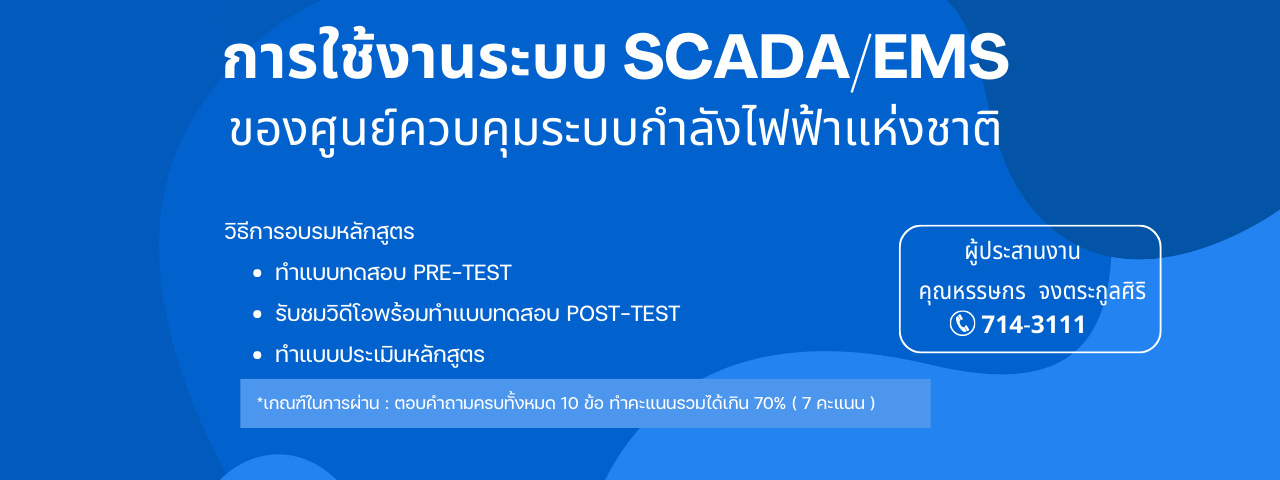 การใช้งานระบบ SCADA/EMS
ของศูนย์ควบคุมระบบกำลังไฟฟ้าแห่งชาติ
วิธีการอบรมหลักสูตร
• ทำแบบทดสอบ PRE-TEST
• รับชมวิดีโอพร้อมทำแบบทดสอบ POST-TEST
• ทำแบบประเมินหลักสูตร
*เกณฑ์ในการผ่าน : ตอบคำถามครบทั้งหมด 10 ข้อ ทำคะแนนรวมได้เกิน 70% ( 7 คะแนน )
ผู้ประสานงาน
คุณหรรษกร จงตระกูลศิริ
714-3111